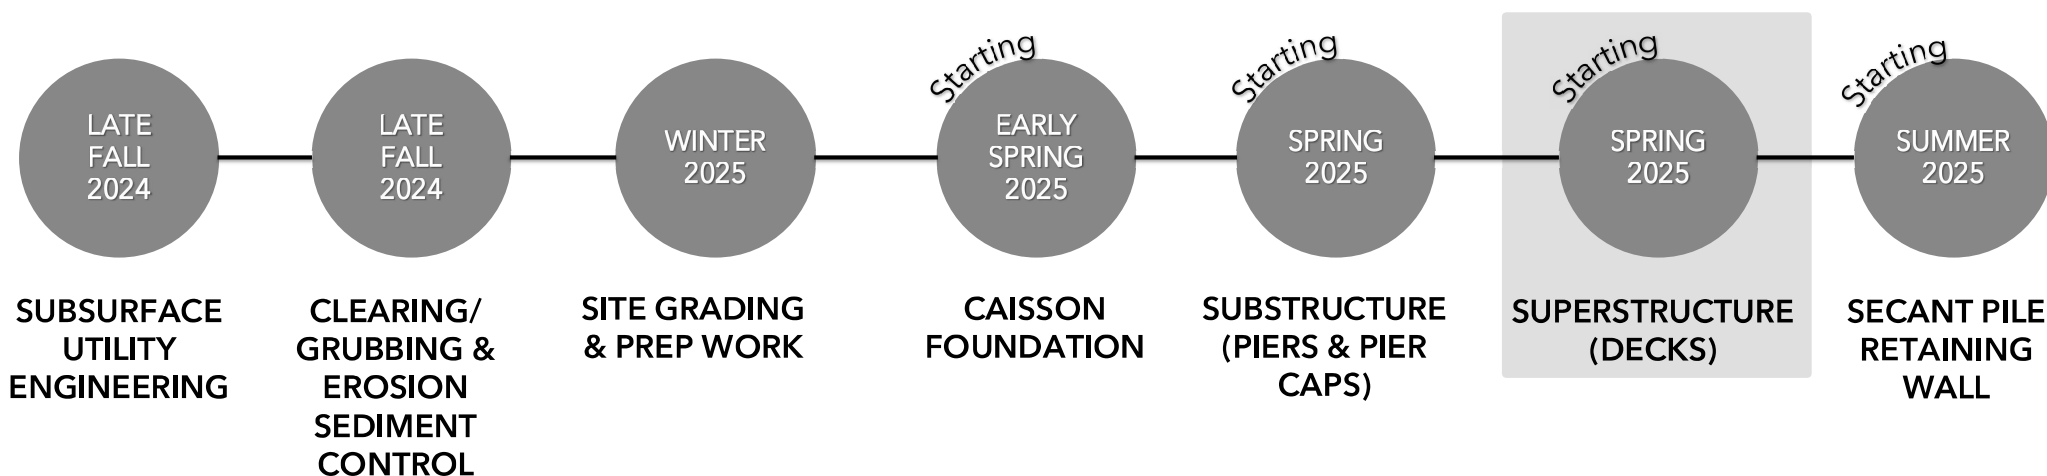 LATE
FALL
2024
SUBSURFACE
UTILITY
ENGINEERING
LATE
FALL
2024
CLEARING/
GRUBBING &
EROSION
SEDIMENT
CONTROL
WINTER
2025
SITE GRADING
& PREP WORK
Starting
EARLY
SPRING
2025
CAISSON
FOUNDATION
Starting
SPRING
2025
SUBSTRUCTURE
(PIERS & PIER
CAPS)
Starting
SPRING
2025
SUPERSTRUCTURE
(DECKS)
Starting
SUMMER
2025
SECANT PILE
RETAINING
WALL